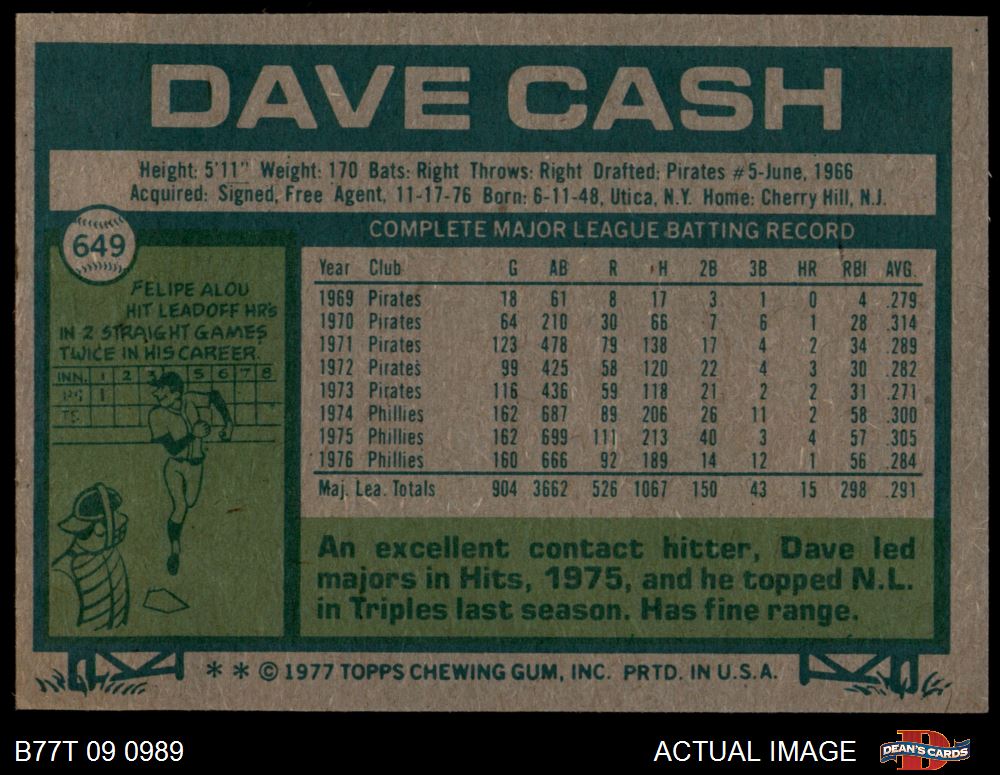 DAVE CASH
Height: 5'11" Weight: 170 Bats: Right Throws: Right Drafted: Pirates #5-June, 1966
Acquired: Signed, Free Agent, 11-17-76 Born: 6-11-48, Utica, N.Y. Home: Cherry Hill, N.J.
649
FELIPE ALOU
HIT LEADOFF HR's
IN 2 STRAIGHT GAMES
TWICE IN HIS CAREER.
INN. 1 2 3 5 6 7 8
1
COMPLETE MAJOR LEAGUE BATTING RECORD
Year Club G AB R H 2B 3B HR RBI AVG.
1969 Pirates 18 61 8 17 3 1 0 4 .279
1970 Pirates 64 210 30 66 7 6 1 28 .314
1971 Pirates 123 478 79 138 17 4 2 34 .289
1972 Pirates 99 425 58 120 22 4 3 30 .282
1973 Pirates 116 436 59 118 21 2 2 31 .271
1974 Phillies 162 687 89 206 26 11 2 58 .300
1975 Phillies 162 699 111 213 40 3 4 57 .305
1976 Phillies 160 666 92 189 14 12 1 56 .284
Maj. Lea. Totals 904 3662 526 1067 150 43 15 298 .291
An excellent contact hitter, Dave led
majors in Hits, 1975, and he topped N.L.
in Triples last season. Has fine range.
* * © 1977 TOPPS CHEWING GUM, INC. PRTD. IN U.S.A.
B77T 09 0989
ACTUAL IMAGE
D
DEAN'S CARDS